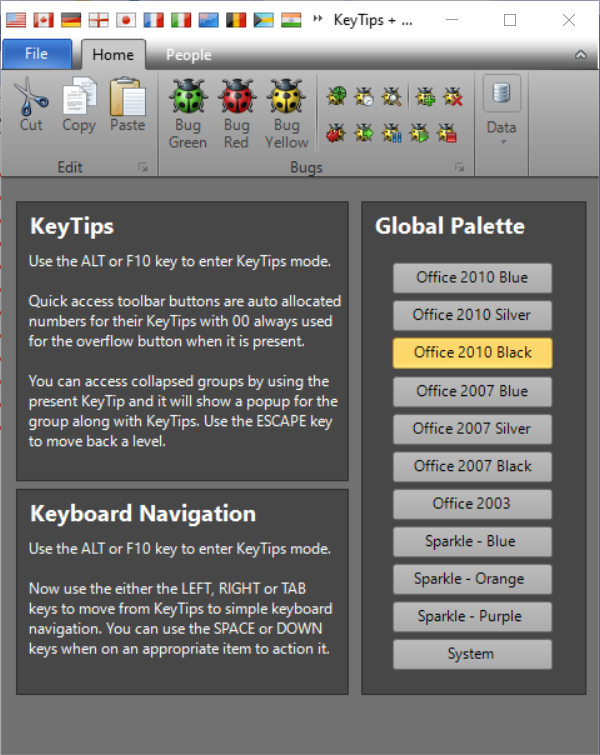 KeyTips + ...
File
Home
People
Cut
Copy
Paste
Bug
Green
Bug
Red
Bug
Yellow
Data
Edit
Bugs
KeyTips
Use the ALT or F10 key to enter KeyTips mode.
Quick access toolbar buttons are auto allocated
numbers for their KeyTips with 00 always used
for the overflow button when it is present.
You can access collapsed groups by using the
present KeyTip and it will show a popup for the
group along with KeyTips. Use the ESCAPE key
to move back a level.
Keyboard Navigation
Use the ALT or F10 key to enter KeyTips mode.
Now use the either the LEFT, RIGHT or TAB
keys to move from KeyTips to simple keyboard
navigation. You can use the SPACE or DOWN
keys when on an appropriate item to action it.
Global Palette
Office 2010 Blue
Office 2010 Silver
Office 2010 Black
Office 2007 Blue
Office 2007 Silver
Office 2007 Black
Office 2003
Sparkle - Blue
Sparkle - Orange
Sparkle - Purple
System